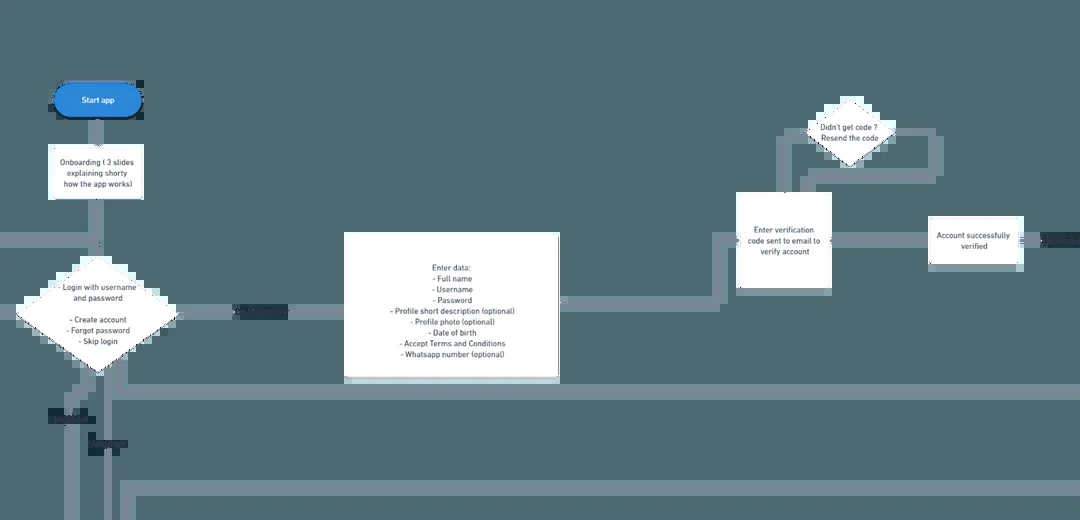 Start app
Onboarding ( 3 slides
explaining shorty
how the app works)
- Login with username
and password
- Create account
- Forgot password
- Skip login
Enter data:
- Full name
- Username
- Password
- Profile short description (optional)
- Profile photo (optional)
- Date of birth
- Accept Terms and Conditions
- Whatsapp number (optional)
Didn't get code ?
Resend the code
Enter verification
code sent to email to
verify account
Account successfully
verified